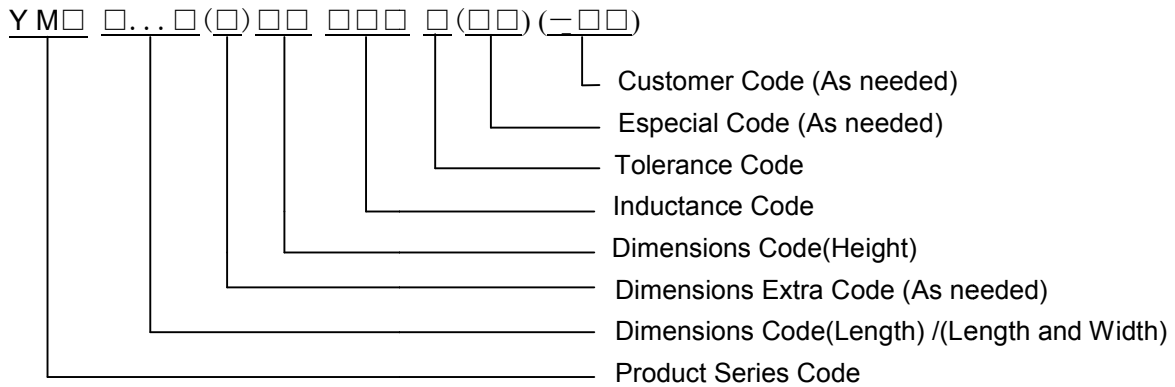 YM□ □...□(□)□□ □□□ □(□□)(-□□)
Customer Code (As needed)
Especial Code (As needed)
Tolerance Code
Inductance Code
Dimensions Code(Height)
Dimensions Extra Code (As needed)
Dimensions Code(Length) /(Length and Width)
Product Series Code